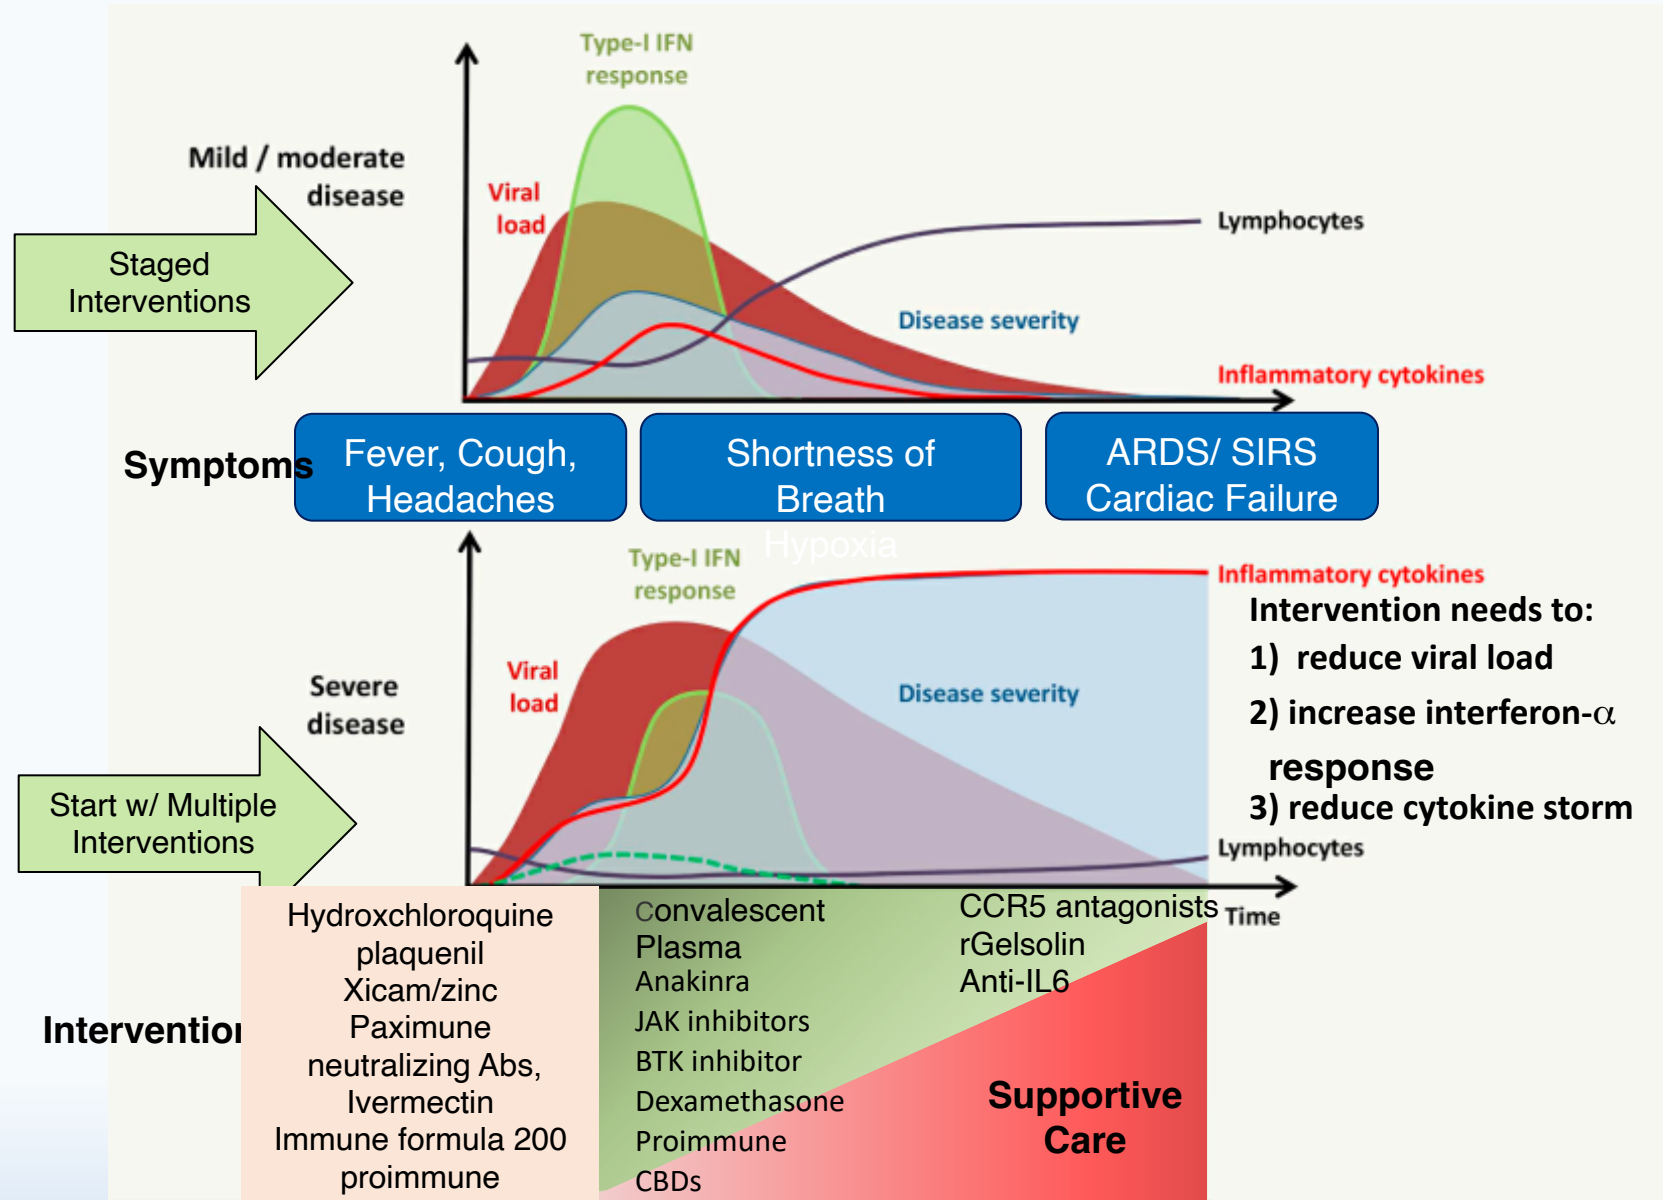 Type-I IFN
response
Mild / moderate
disease
Viral
load
Staged
Interventions
Lymphocytes
Disease severity
Inflammatory cytokines
Symptoms
Fever, Cough,
Headaches
Shortness of
Breath
Hypoxia
ARDS/ SIRS
Cardiac Failure
Type-I IFN
response
Inflammatory cytokines
Intervention needs to:
1) reduce viral load
2) increase interferon-α
response
3) reduce cytokine storm
Viral
load
Severe
disease
Disease severity
Start w/ Multiple
Interventions
Lymphocytes
Time
Intervention
Hydroxchloroquine
plaquenil
Xicam/zinc
Paximune
neutralizing Abs,
Ivermectin
Immune formula 200
proimmune
Convalescent
Plasma
Anakinra
JAK inhibitors
BTK inhibitor
Dexamethasone
Proimmune
CBDs
CCR5 antagonists
rGelsolin
Anti-IL6
Supportive
Care